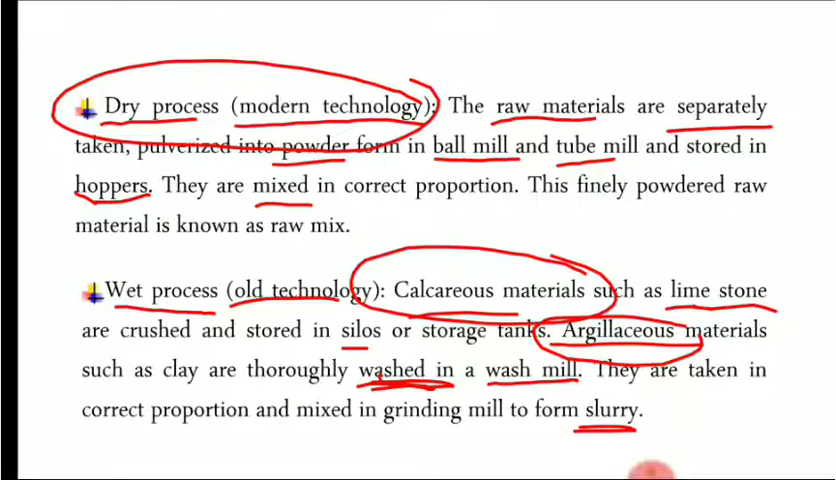 Dry process (modern technology): The raw materials are separately
taken, pulverized into powder form in ball mill and tube mill and stored in
hoppers. They are mixed in correct proportion. This finely powdered raw
material is known as raw mix.
Wet process (old technology): Calcareous materials such as lime stone
are crushed and stored in silos or storage tanks. Argillaceous materials
such as clay are thoroughly washed in a wash mill. They are taken in
correct proportion and mixed in grinding mill to form slurry.